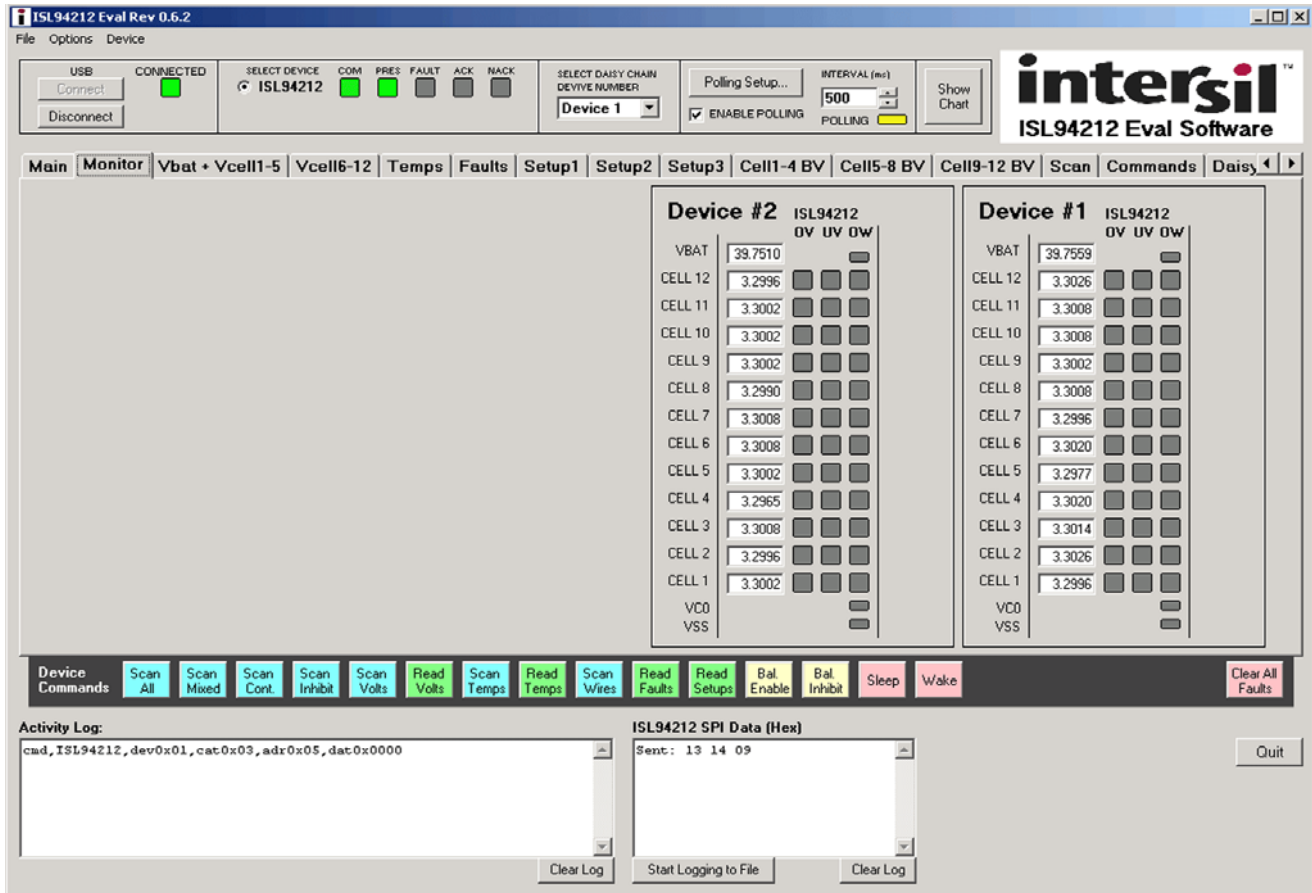 ISL94212 Eval Rev 0.6.2
File Options Device
USB CONNECTED SELECT DEVICE COM PRES FAULT ACK NACK
Connect
Disconnect
ISL94212
SELECT DAISY CHAIN
DEVIVE NUMBER
Device 1
Polling Setup...
ENABLE POLLING
INTERVAL (ms)
500
POLLING
Show
Chart
intersil™
ISL94212 Eval Software
Main Monitor Vbat + Vcell1-5 Vcell6-12 Temps Faults Setup1 Setup2 Setup3 Cell1-4 BV Cell5-8 BV Cell9-12 BV Scan Commands Daisy
Device #2 ISL94212
OV UV OW
VBAT 39.7510
CELL 12 3.2996
CELL 11 3.3002
CELL 10 3.3002
CELL 9 3.3002
CELL 8 3.2990
CELL 7 3.3008
CELL 6 3.3008
CELL 5 3.3002
CELL 4 3.2965
CELL 3 3.3008
CELL 2 3.2996
CELL 1 3.3002
VC0
VSS
Device #1 ISL94212
OV UV OW
VBAT 39.7559
CELL 12 3.3026
CELL 11 3.3008
CELL 10 3.3008
CELL 9 3.3002
CELL 8 3.3008
CELL 7 3.2996
CELL 6 3.3020
CELL 5 3.2977
CELL 4 3.3020
CELL 3 3.3014
CELL 2 3.3026
CELL 1 3.2996
VC0
VSS
Device
Commands
Scan
All
Scan
Mixed
Scan
Cont.
Scan
Inhibit
Scan
Volts
Read
Volts
Scan
Temps
Read
Temps
Scan
Wires
Read
Faults
Read
Setups
Bal.
Enable
Bal.
Inhibit
Sleep
Wake
Clear All
Faults
Activity Log:
cmd,ISL94212,dev0x01,cat0x03,adr0x05,dat0x0000
Clear Log
ISL94212 SPI Data (Hex)
Sent: 13 14 09
Start Logging to File
Clear Log
Quit